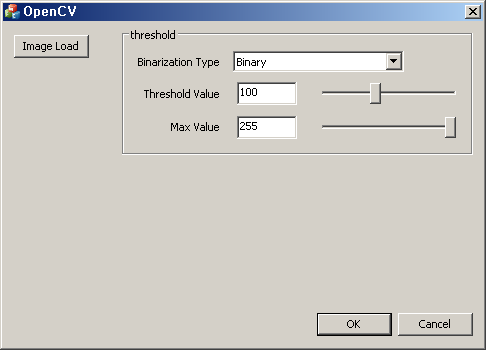 OpenCV
Image Load
threshold
Binarization Type
Binary
Threshold Value
100
Max Value
255
OK
Cancel